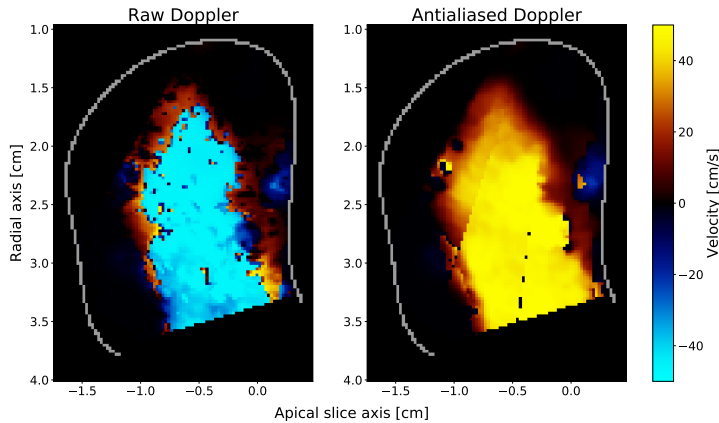 Raw Doppler
Antialiased Doppler
1.0
1.5
2.0
2.5
3.0
3.5
4.0
Radial axis [cm]
−1.5 −1.0 −0.5 0.0
1.0
1.5
2.0
2.5
3.0
3.5
4.0
−1.5 −1.0 −0.5 0.0
Apical slice axis [cm]
40
20
0
−20
−40
Velocity [cm/s]